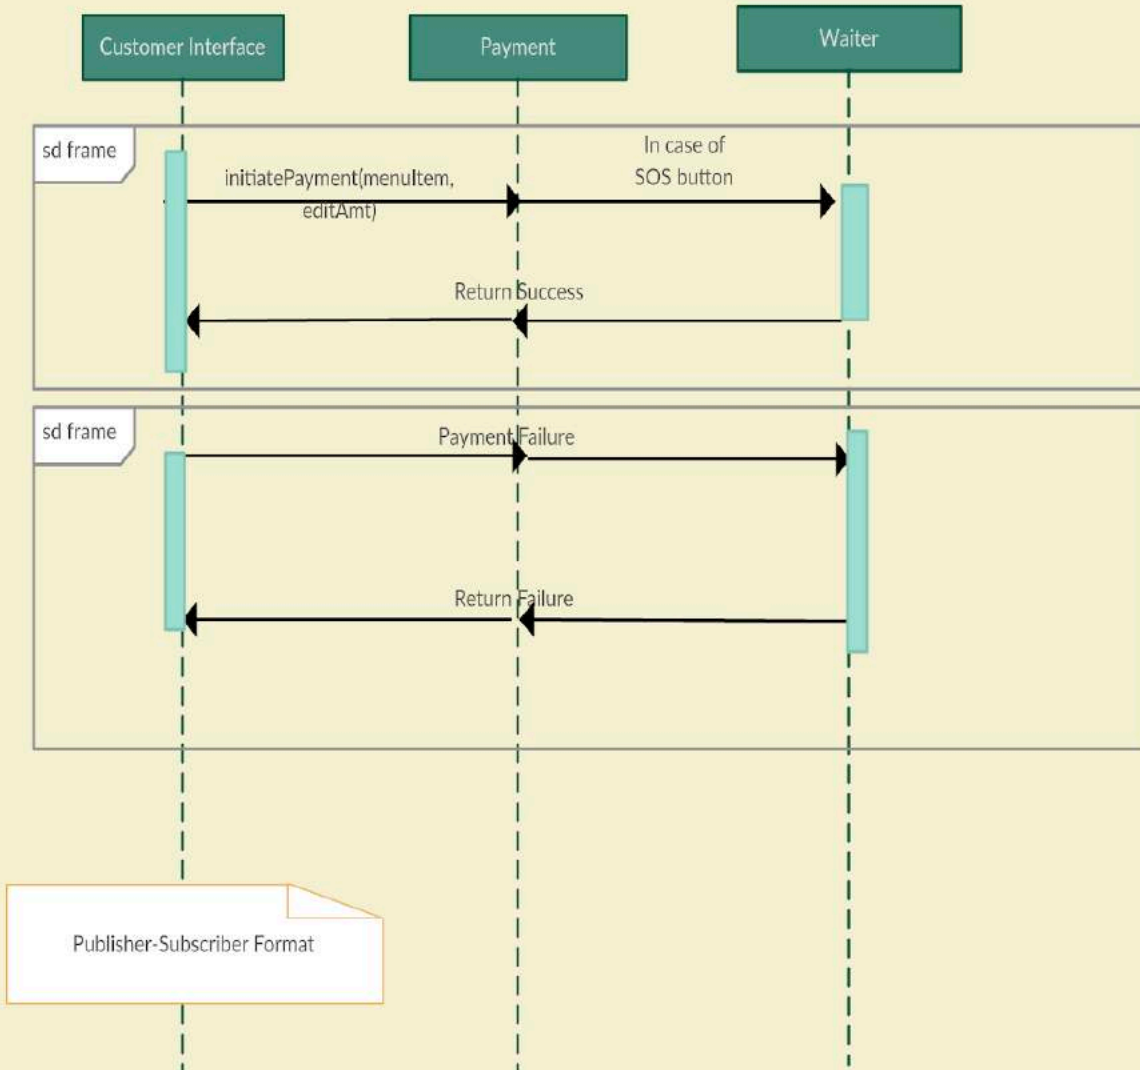 Customer Interface
Payment
Waiter
sd frame
initiatePayment(menuItem,
editAmt)
In case of
SOS button
Return Success
sd frame
Payment Failure
Return Failure
Publisher-Subscriber Format